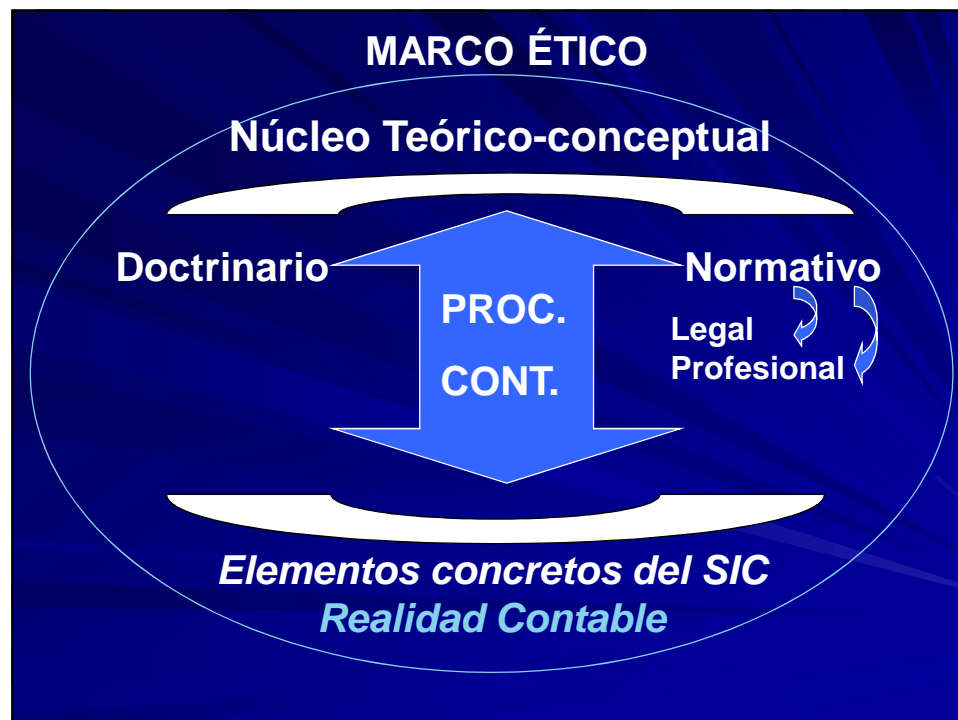 MARCO ÉTICO
Núcleo Teórico-conceptual
Doctrinario
Normativo
PROC.
CONT.
Legal
Profesional
Elementos concretos del SIC
Realidad Contable